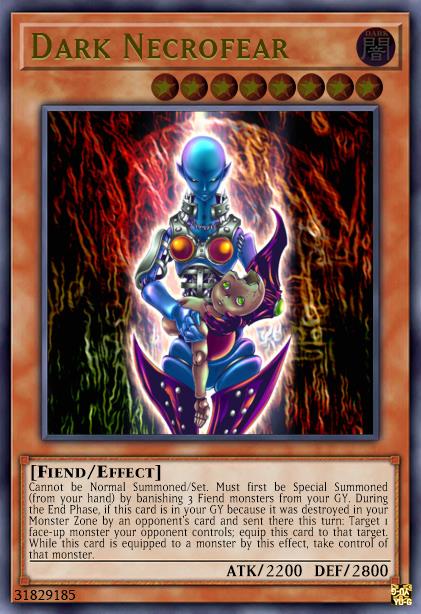 DARK NECROFEAR
DARK
闇
[FIEND/EFFECT]
Cannot be Normal Summoned/Set. Must first be Special Summoned
(from your hand) by banishing 3 Fiend monsters from your GY. During
the End Phase, if this card is in your GY because it was destroyed in your
Monster Zone by an opponent's card and sent there this turn: Target 1
face-up monster your opponent controls; equip this card to that target.
While this card is equipped to a monster by this effect, take control of
that monster.
ATK/2200 DEF/2800
31829185